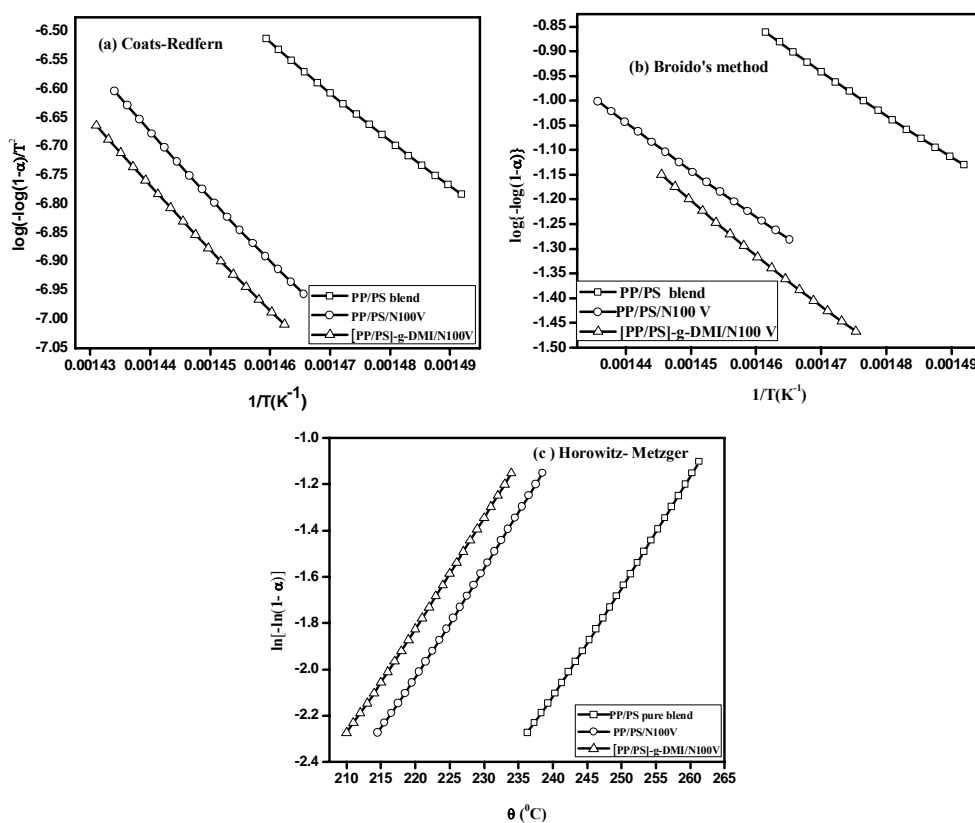 (a) Coats-Redfern
log(-log(1-α)/T²
-6.50
-6.55
-6.60
-6.65
-6.70
-6.75
-6.80
-6.85
-6.90
-6.95
-7.00
-7.05
PP/PS blend
PP/PS/N100V
[PP/PS]-g-DMI/N100V
0.00143 0.00144 0.00145 0.00146 0.00147 0.00148 0.00149
1/T(K⁻¹)
(b) Broido's method
log{-log(1-α)}
-0.85
-0.90
-0.95
-1.00
-1.05
-1.10
-1.15
-1.20
-1.25
-1.30
-1.35
-1.40
-1.45
-1.50
PP/PS blend
PP/PS/N100 V
[PP/PS]-g-DMI/N100 V
0.00144 0.00145 0.00146 0.00147 0.00148 0.00149
1/T(K⁻¹)
(c ) Horowitz- Metzger
ln[-ln(1- α)]
-1.0
-1.2
-1.4
-1.6
-1.8
-2.0
-2.2
-2.4
PP/PS pure blend
PP/PS/N100V
[PP/PS]-g-DMI/N100V
210 215 220 225 230 235 240 245 250 255 260 265
θ (⁰C)